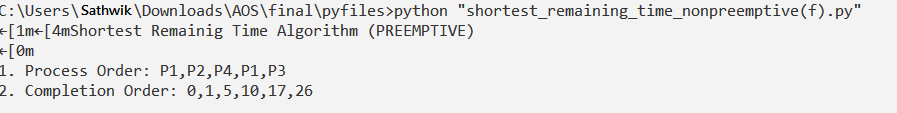 C:\Users\Sathwik\Downloads\AOS\final\pyfiles>python "shortest_remaining_time_nonpreemptive(f).py"
←[1m←[4mShortest Remainig Time Algorithm (PREEMPTIVE)
←[0m
1. Process Order: P1,P2,P4,P1,P3
2. Completion Order: 0,1,5,10,17,26